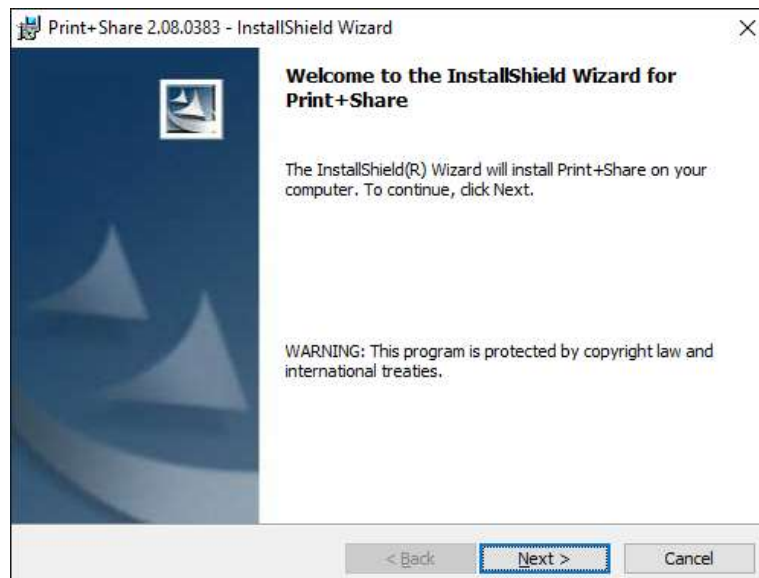 Print+Share 2.08.0383 - InstallShield Wizard
Welcome to the InstallShield Wizard for
Print+Share
The InstallShield(R) Wizard will install Print+Share on your
computer. To continue, click Next.
WARNING: This program is protected by copyright law and
international treaties.
< Back Next > Cancel